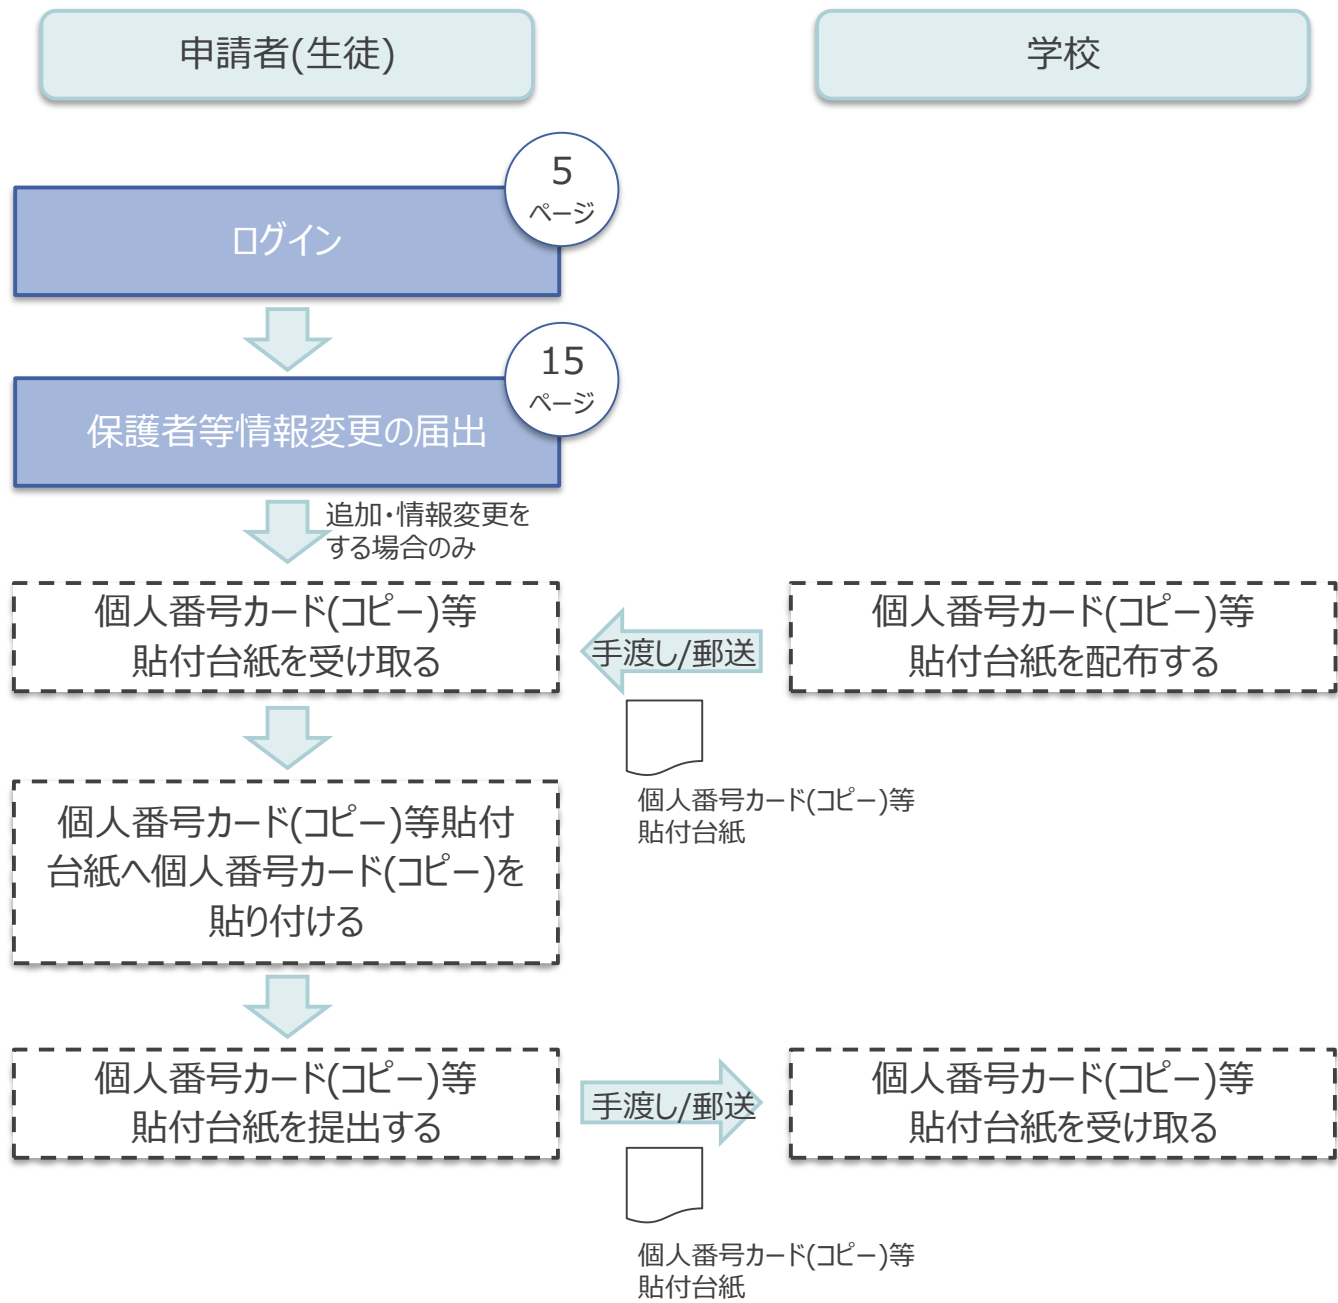 申請者(生徒)
学校
5
ページ
ログイン
15
ページ
保護者等情報変更の届出
追加・情報変更を
する場合のみ
個人番号カード(コピー)等
貼付台紙を受け取る
手渡し/郵送
個人番号カード(コピー)等
貼付台紙を配布する
個人番号カード(コピー)等
貼付台紙
個人番号カード(コピー)等貼付
台紙へ個人番号カード(コピー)を
貼り付ける
個人番号カード(コピー)等
貼付台紙を提出する
手渡し/郵送
個人番号カード(コピー)等
貼付台紙を受け取る
個人番号カード(コピー)等
貼付台紙